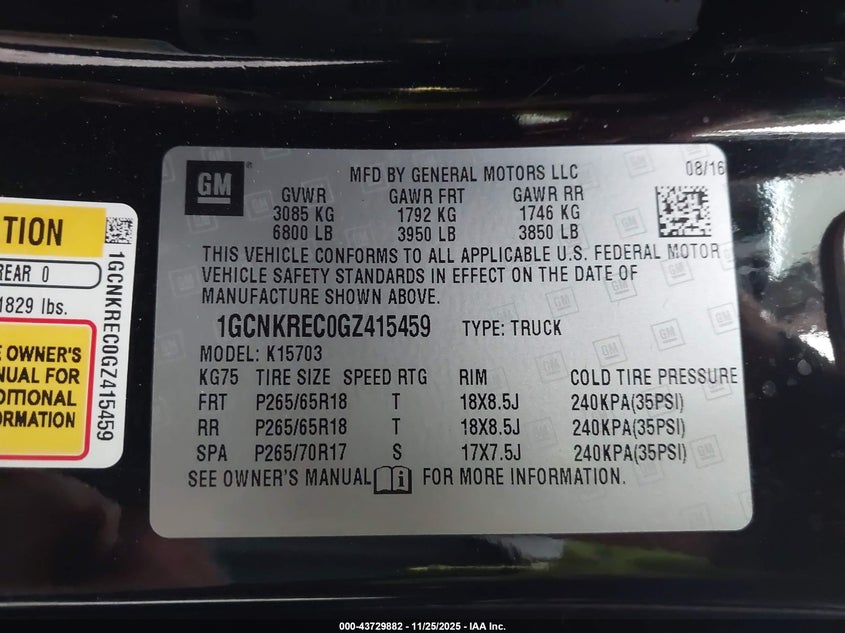 TION
REAR 0
1829 lbs.
OWNER'S
FOR
1GCNKREC0GZ415459
GM
MFD BY GENERAL MOTORS LLC
08/16
GVWR GAWR FRT GAWR RR
3085 KG 1792 KG 1746 KG
6800 LB 3950 LB 3850 LB
THIS VEHICLE CONFORMS TO ALL APPLICABLE U.S. FEDERAL MOTOR
VEHICLE SAFETY STANDARDS IN EFFECT ON THE DATE OF
MANUFACTURE SHOWN ABOVE.
1GCNKREC0GZ415459 TYPE: TRUCK
MODEL: K15703
KG75 TIRE SIZE SPEED RTG RIM COLD TIRE PRESSURE
FRT P265/65R18 T 18X8.5J 240KPA(35PSI)
RR P265/65R18 T 18X8.5J 240KPA(35PSI)
SPA P265/70R17 S 17X7.5J 240KPA(35PSI)
SEE OWNER'S MANUAL FOR MORE INFORMATION.
000-43729882 - 11/25/2025 - IAA Inc.